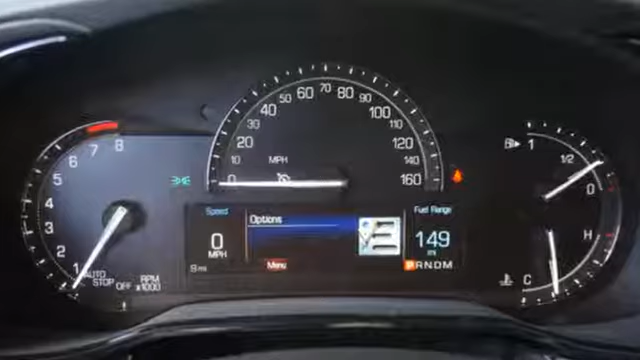 8
7
6
5
4
3
2
1
AUTO
STOP
OFF
RPM
x1000
0
10
20
30
40
50
60
70
80
90
100
110
120
140
160
MPH
1
1/2
0
H
C
Speed
0
MPH
Options
Menu
Fuel Range
149
mi
PRNDM